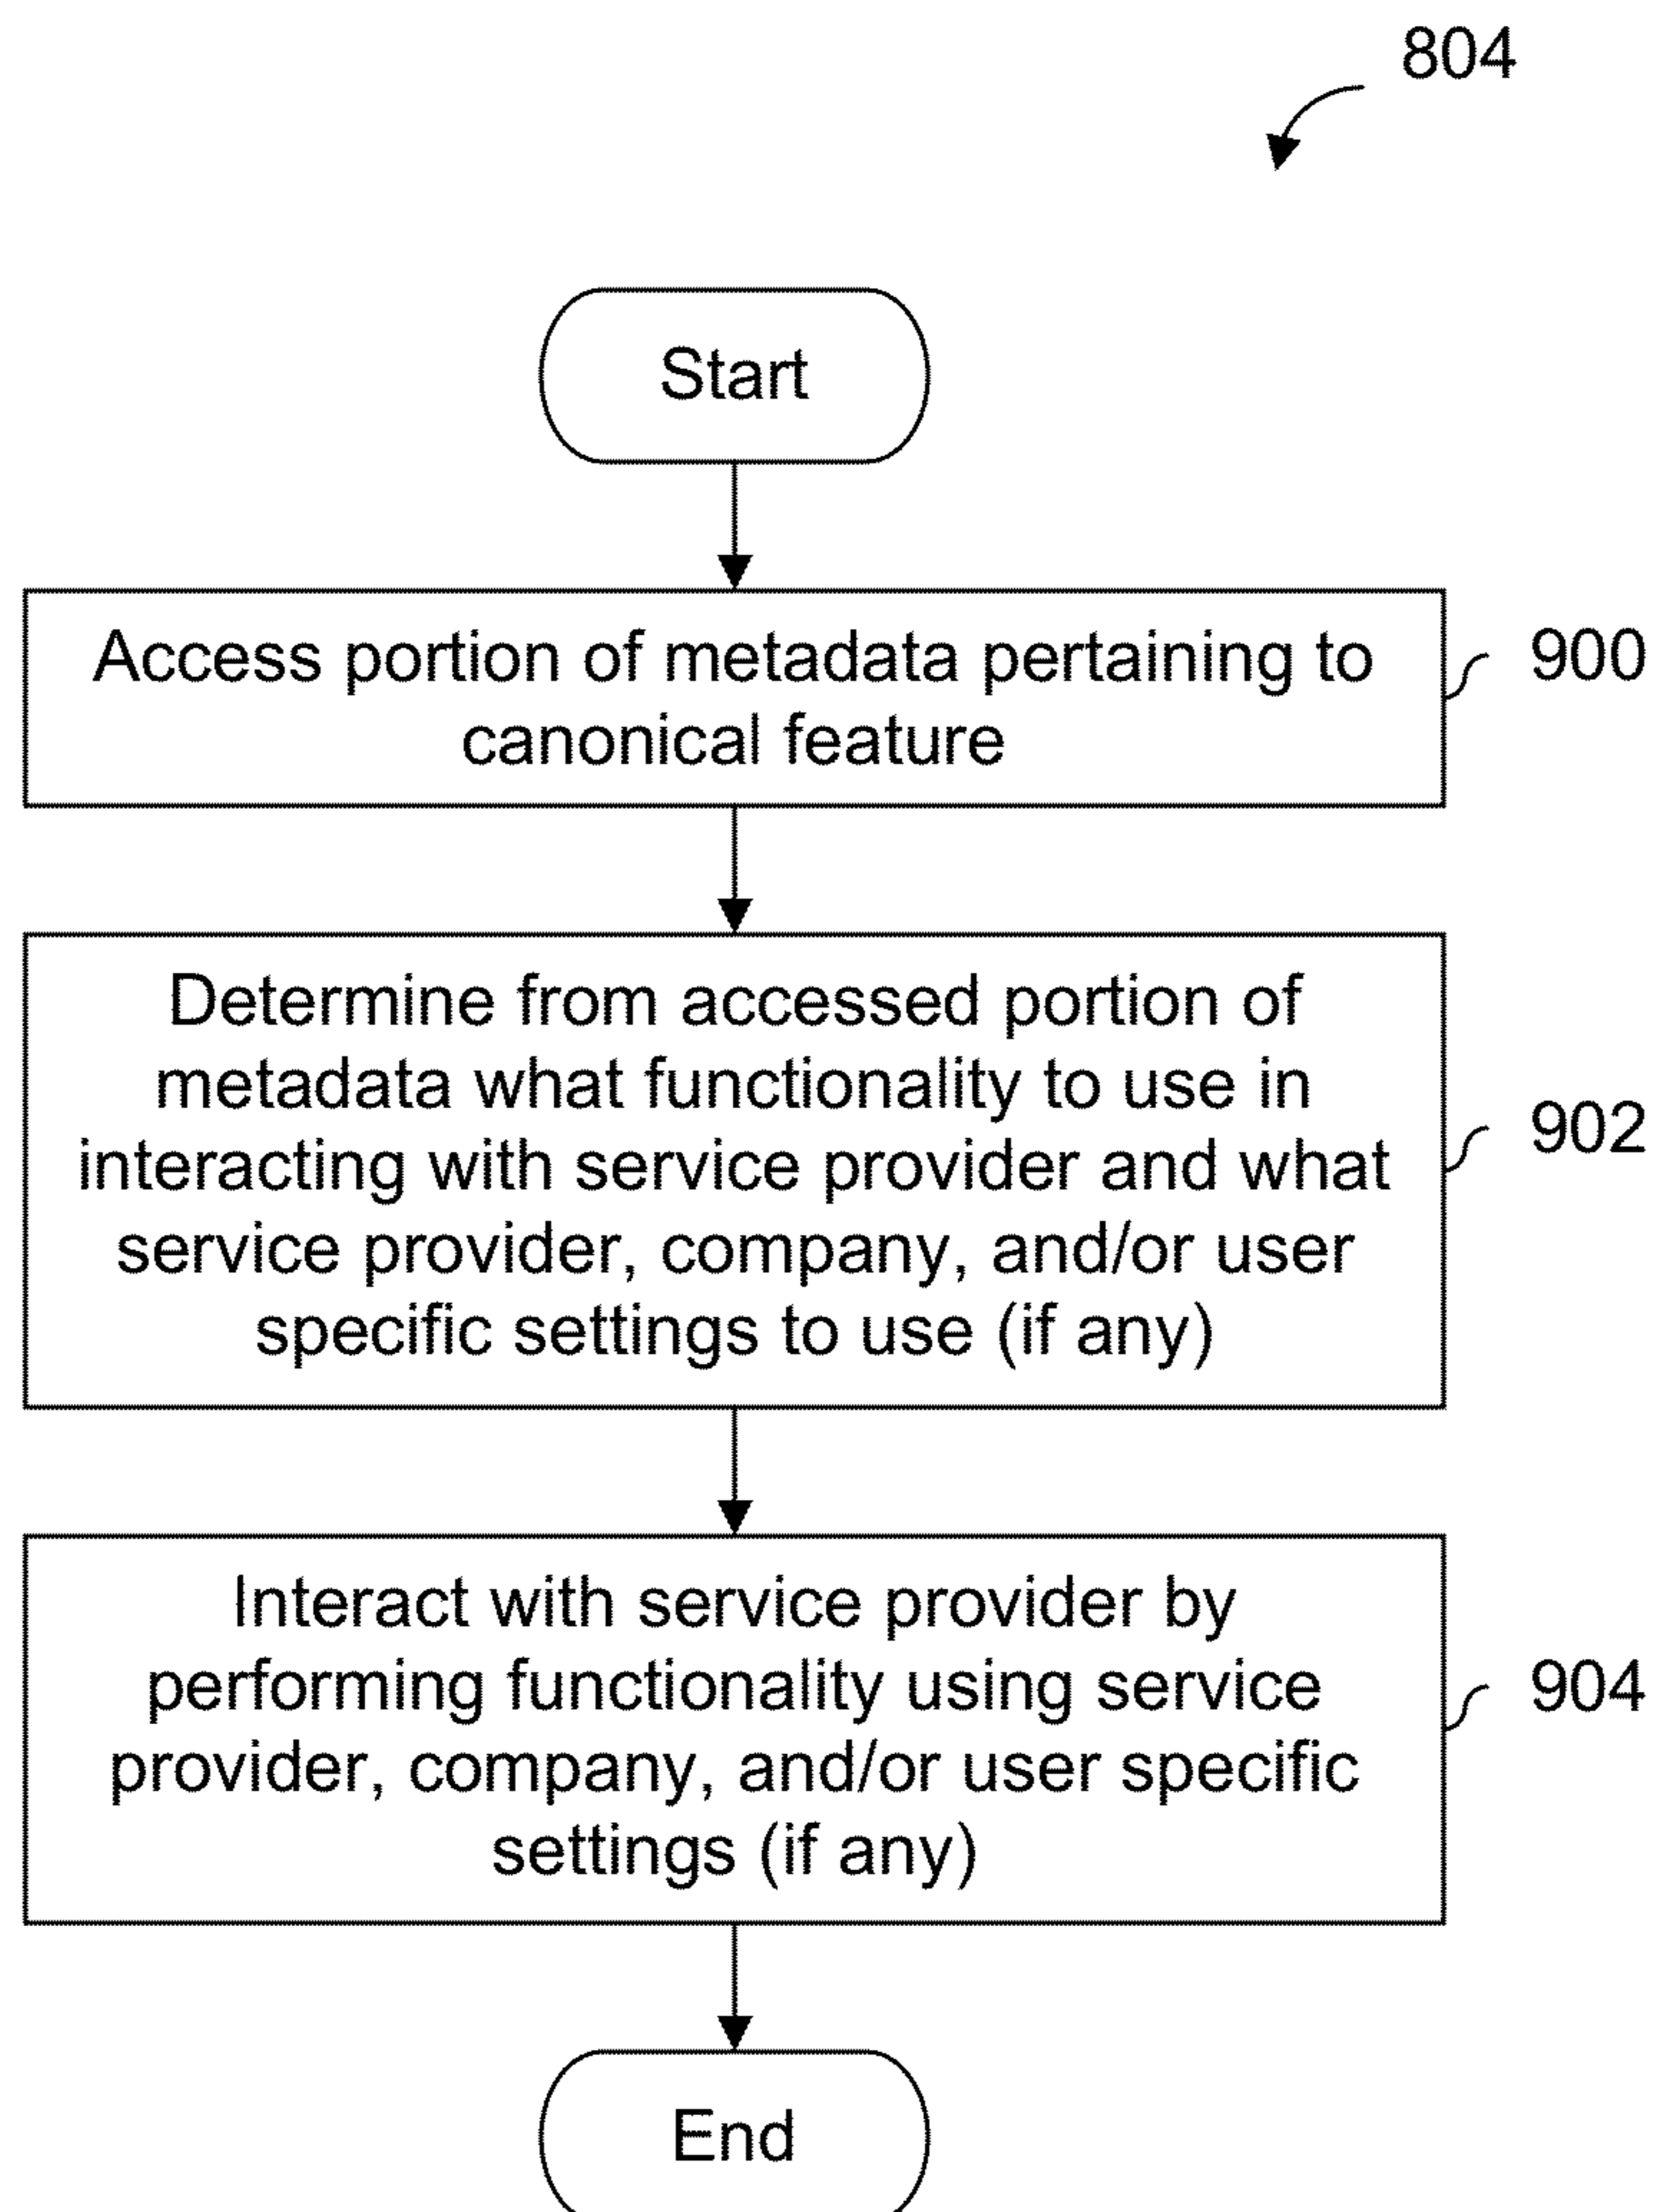 804
Start
Access portion of metadata pertaining to
canonical feature
900
Determine from accessed portion of
metadata what functionality to use in
interacting with service provider and what
service provider, company, and/or user
specific settings to use (if any)
902
Interact with service provider by
performing functionality using service
provider, company, and/or user specific
settings (if any)
904
End